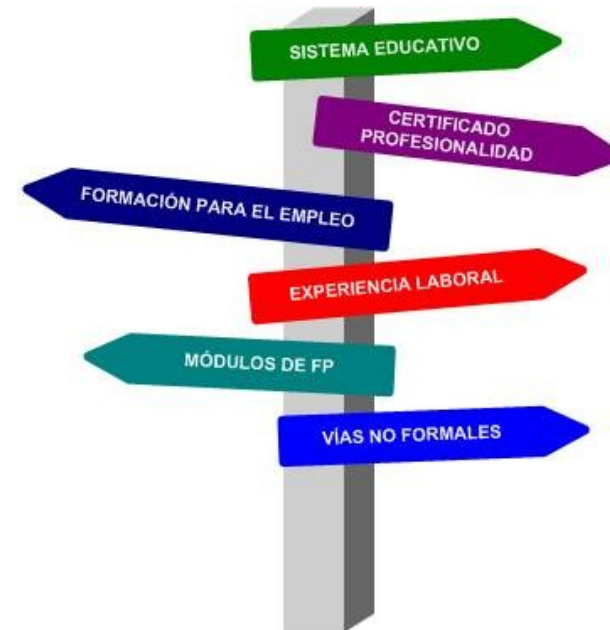 SISTEMA EDUCATIVO
CERTIFICADO
PROFESIONALIDAD
FORMACIÓN PARA EL EMPLEO
EXPERIENCIA LABORAL
MÓDULOS DE FP
VÍAS NO FORMALES